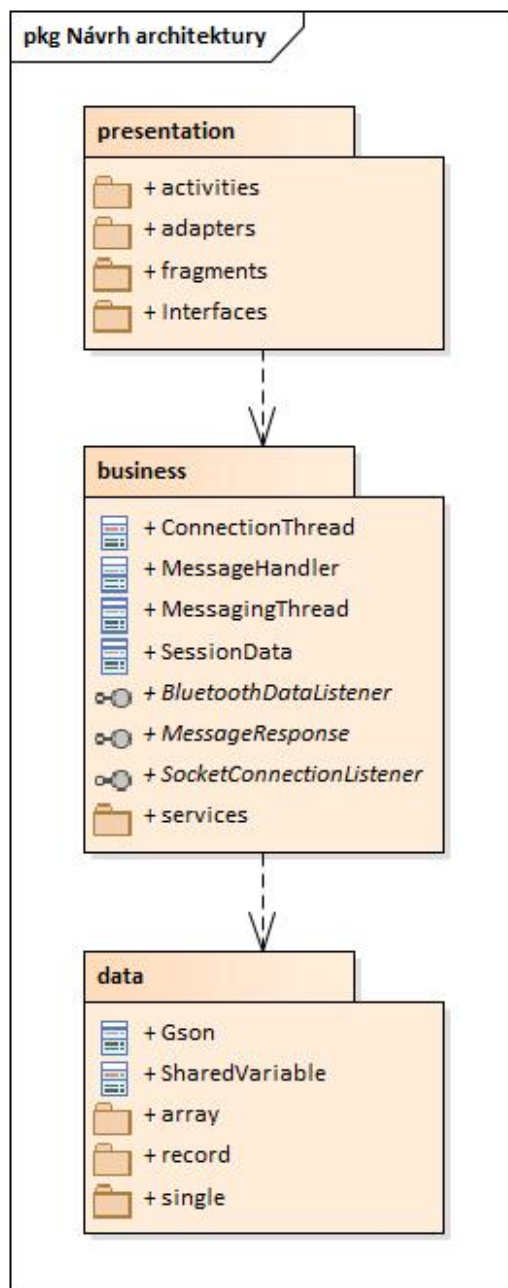 pkg Návrh architektury
presentation
+ activities
+ adapters
+ fragments
+ Interfaces
business
+ ConnectionThread
+ MessageHandler
+ MessagingThread
+ SessionData
+ BluetoothDataListener
+ MessageResponse
+ SocketConnectionListener
+ services
data
+ Gson
+ SharedVariable
+ array
+ record
+ single